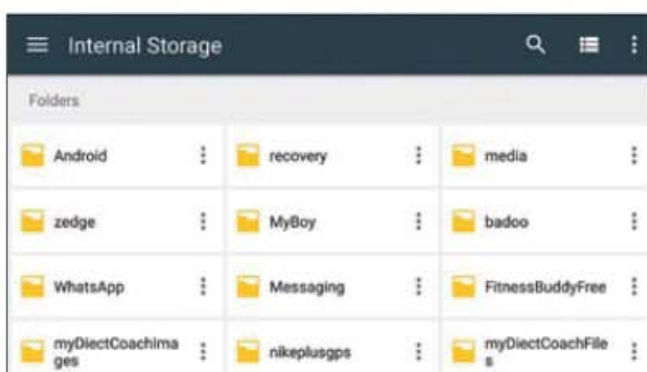 Internal Storage
Folders
Android
recovery
media
zedge
MyBoy
badoo
WhatsApp
Messaging
FitnessBuddyFree
myDiectCoachIma
ges
nikeplusgps
myDiectCoachFile
s